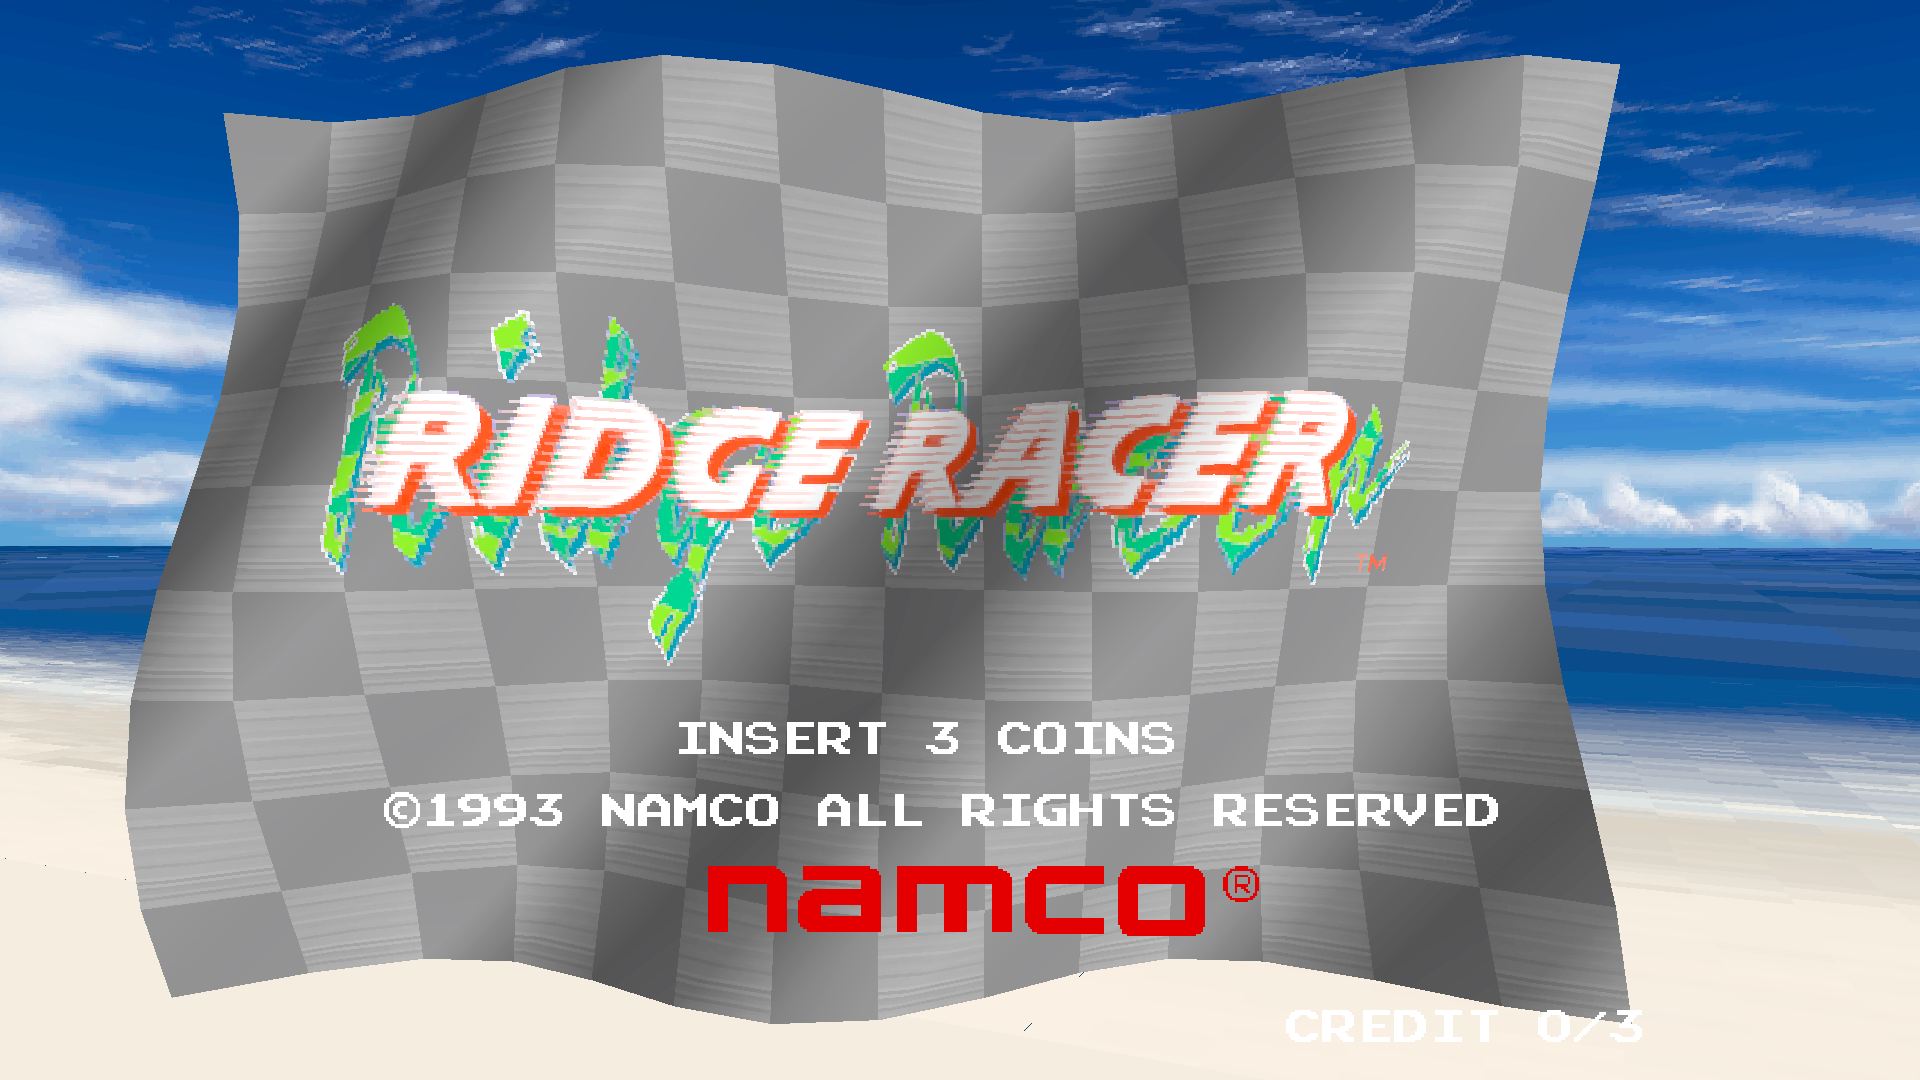 Ridge Racer
RIDGE RACER
TM
INSERT 3 COINS
©1993 NAMCO ALL RIGHTS RESERVED
namco®
CREDIT 0/3